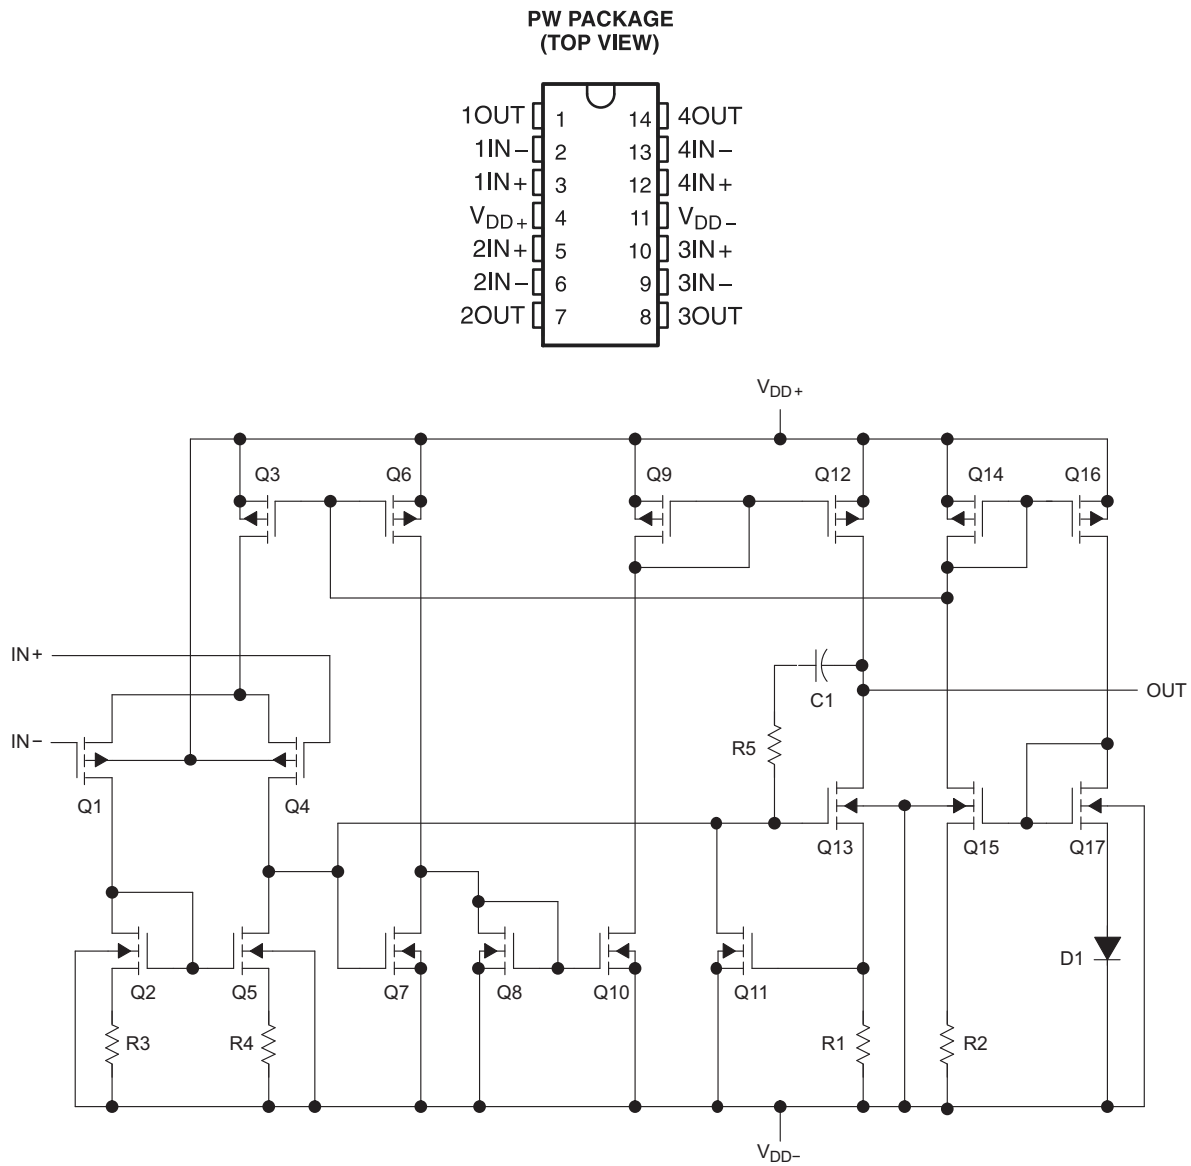 PW PACKAGE
(TOP VIEW)
1OUT 1 14 4OUT
1IN− 2 13 4IN−
1IN+ 3 12 4IN+
VDD+ 4 11 VDD−
2IN+ 5 10 3IN+
2IN− 6 9 3IN−
2OUT 7 8 3OUT
VDD+
Q3 Q6 Q9 Q12 Q14 Q16
IN+
C1 OUT
IN−
R5
Q1 Q4
Q13 Q15 Q17
D1
Q2 Q5 Q7 Q8 Q10 Q11
R3 R4 R1 R2
VDD−